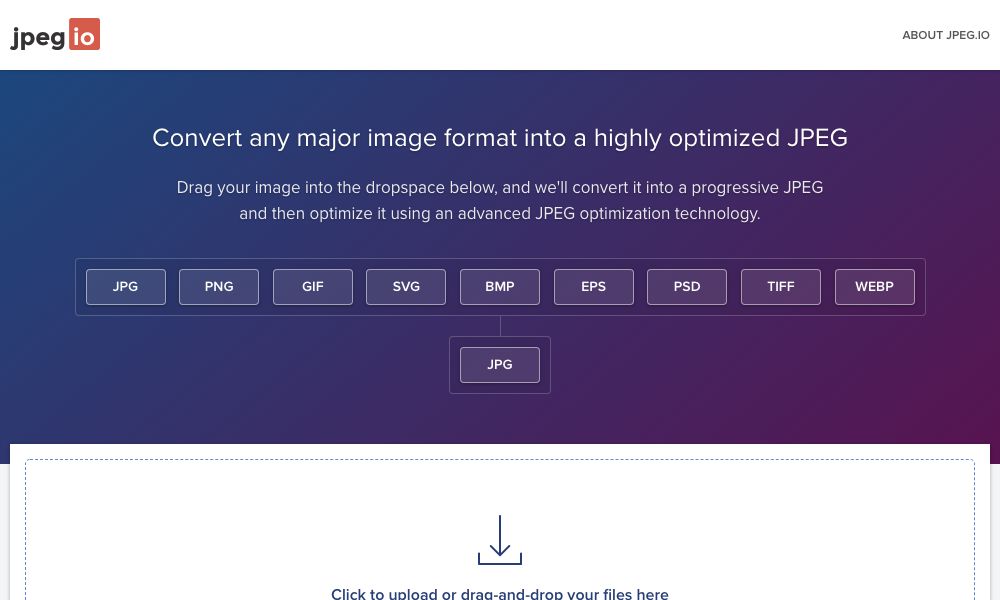 jpeg io
ABOUT JPEG.IO
Convert any major image format into a highly optimized JPEG
Drag your image into the dropspace below, and we'll convert it into a progressive JPEG
and then optimize it using an advanced JPEG optimization technology.
JPG PNG GIF SVG BMP EPS PSD TIFF WEBP
JPG
Click to upload or drag-and-drop your files here